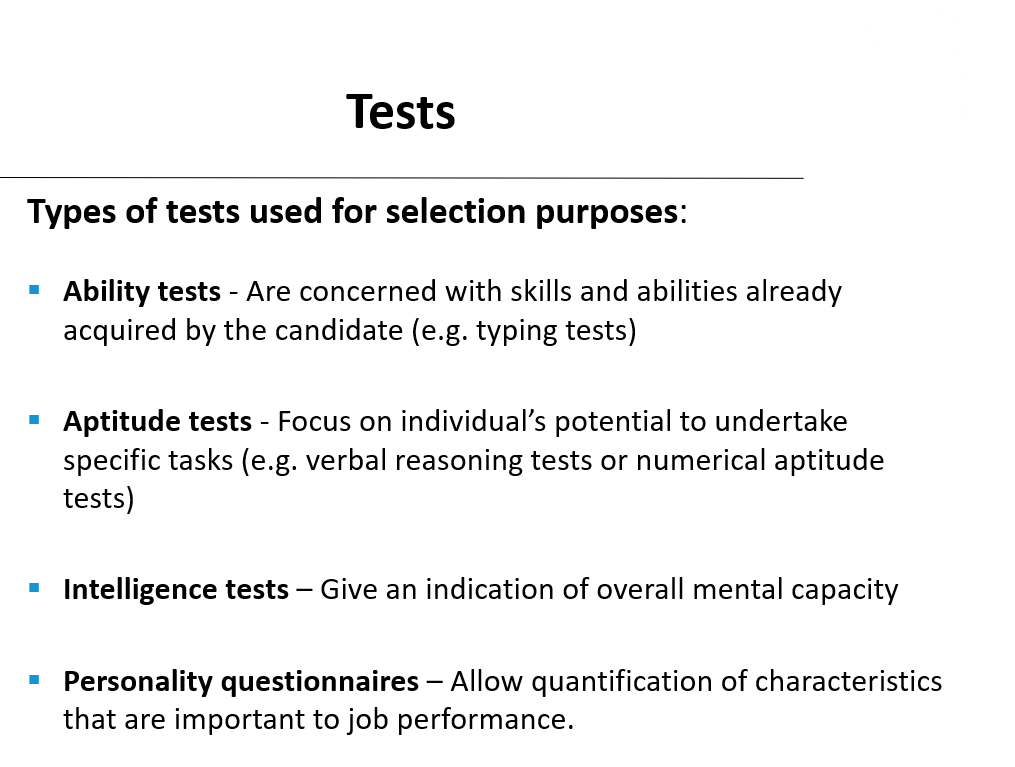 Tests
Types of tests used for selection purposes:
▪ Ability tests - Are concerned with skills and abilities already
acquired by the candidate (e.g. typing tests)
▪ Aptitude tests - Focus on individual’s potential to undertake
specific tasks (e.g. verbal reasoning tests or numerical aptitude
tests)
▪ Intelligence tests – Give an indication of overall mental capacity
▪ Personality questionnaires – Allow quantification of characteristics
that are important to job performance.